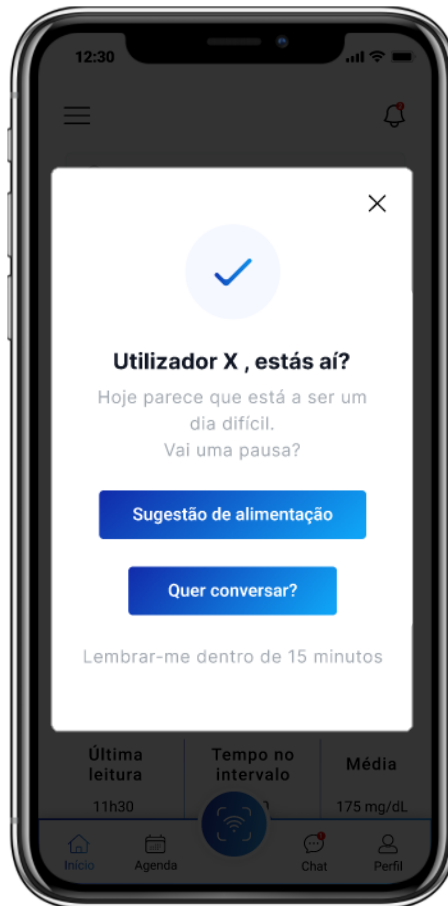 12:30
Utilizador X , estás aí?
Hoje parece que está a ser um
dia difícil.
Vai uma pausa?
Sugestão de alimentação
Quer conversar?
Lembrar-me dentro de 15 minutos
Última
leitura
11h30
Tempo no
intervalo
Média
175 mg/dL
Início
Agenda
Chat
Perfil